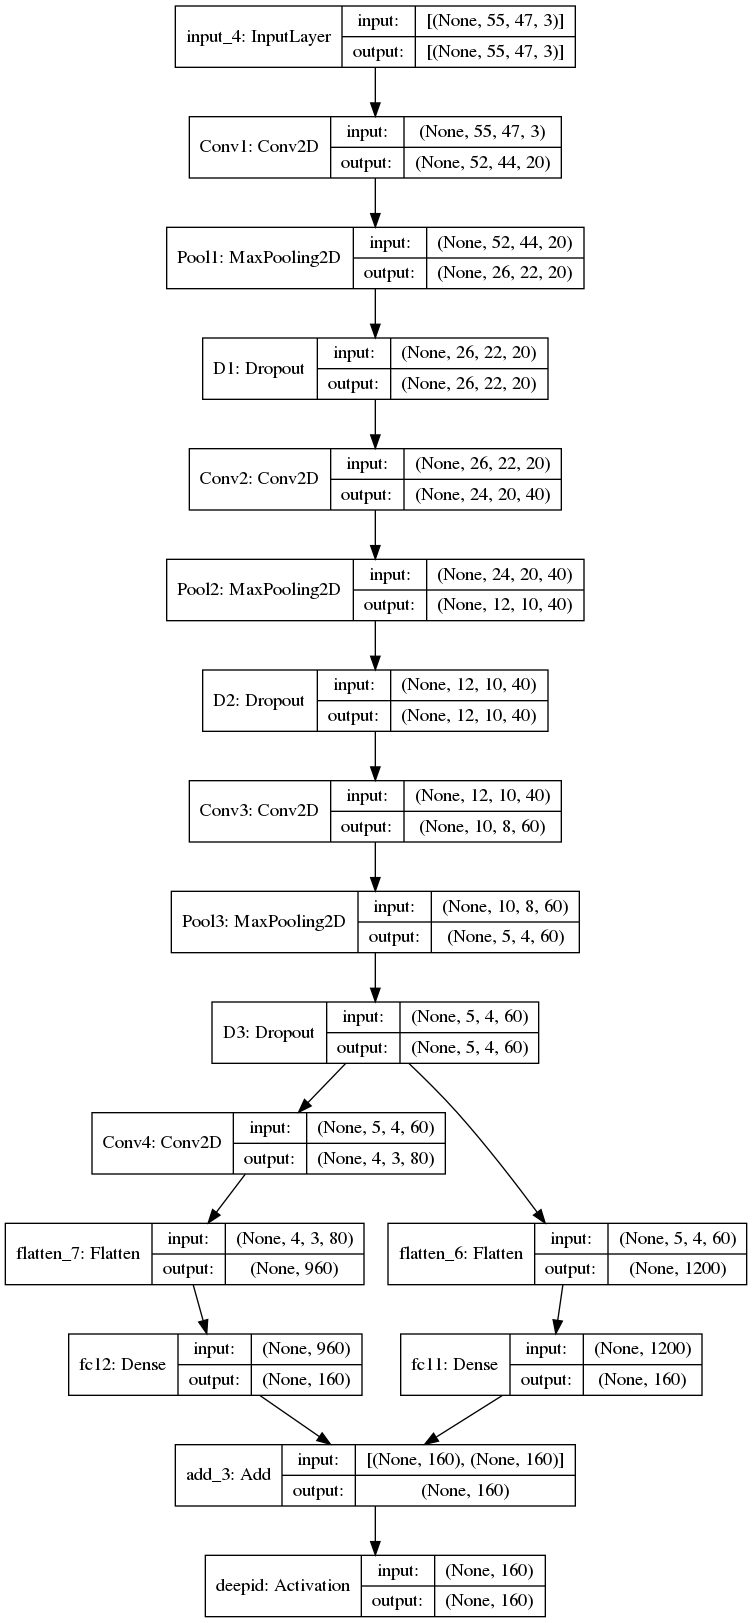 input_4: InputLayer
input:
[(None, 55, 47, 3)]
output:
[(None, 55, 47, 3)]
Conv1: Conv2D
input:
(None, 55, 47, 3)
output:
(None, 52, 44, 20)
Pool1: MaxPooling2D
input:
(None, 52, 44, 20)
output:
(None, 26, 22, 20)
D1: Dropout
input:
(None, 26, 22, 20)
output:
(None, 26, 22, 20)
Conv2: Conv2D
input:
(None, 26, 22, 20)
output:
(None, 24, 20, 40)
Pool2: MaxPooling2D
input:
(None, 24, 20, 40)
output:
(None, 12, 10, 40)
D2: Dropout
input:
(None, 12, 10, 40)
output:
(None, 12, 10, 40)
Conv3: Conv2D
input:
(None, 12, 10, 40)
output:
(None, 10, 8, 60)
Pool3: MaxPooling2D
input:
(None, 10, 8, 60)
output:
(None, 5, 4, 60)
D3: Dropout
input:
(None, 5, 4, 60)
output:
(None, 5, 4, 60)
Conv4: Conv2D
input:
(None, 5, 4, 60)
output:
(None, 4, 3, 80)
flatten_7: Flatten
input:
(None, 4, 3, 80)
output:
(None, 960)
flatten_6: Flatten
input:
(None, 5, 4, 60)
output:
(None, 1200)
fc12: Dense
input:
(None, 960)
output:
(None, 160)
fc11: Dense
input:
(None, 1200)
output:
(None, 160)
add_3: Add
input:
[(None, 160), (None, 160)]
output:
(None, 160)
deepid: Activation
input:
(None, 160)
output:
(None, 160)